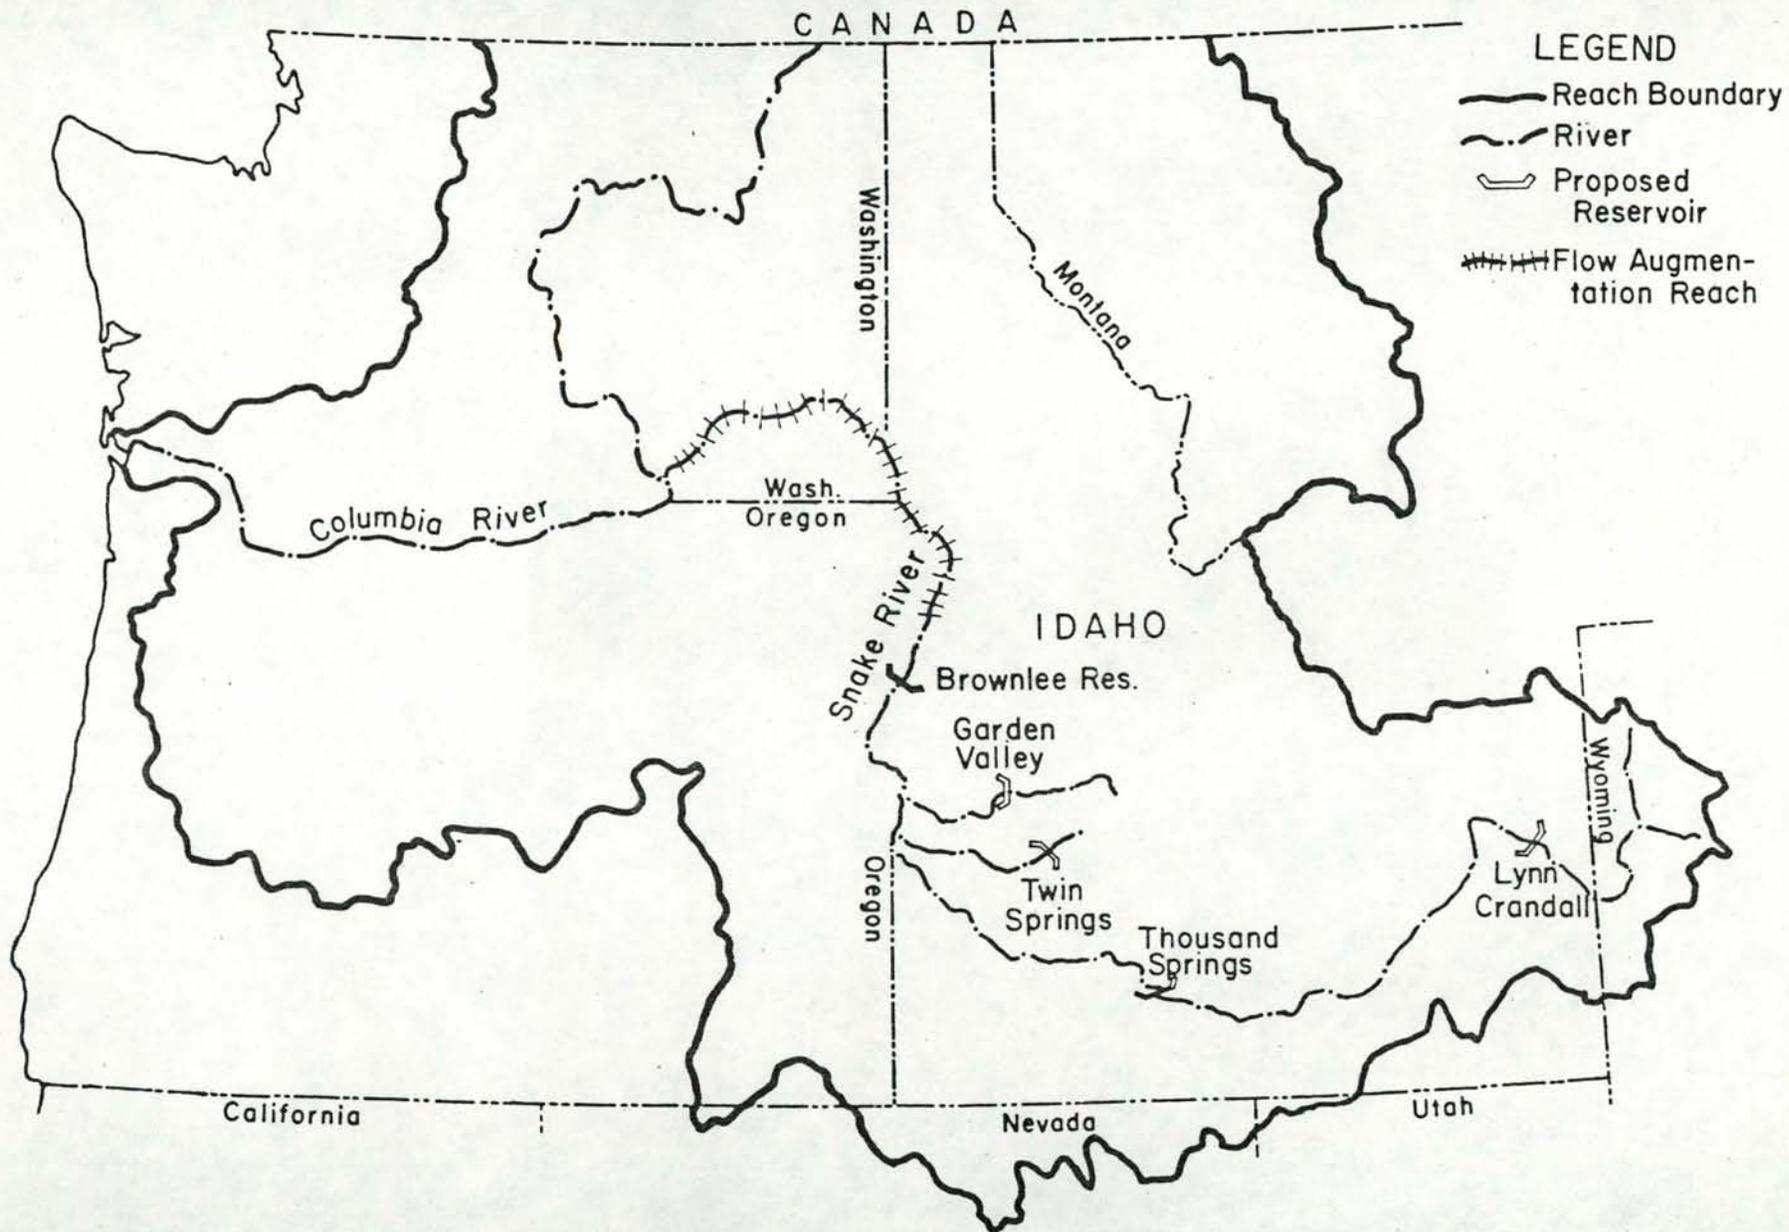 CANADA
LEGEND
Reach Boundary
River
Proposed
Reservoir
Flow Augmen-
tation Reach
Washington
Montana
Columbia River
Wash.
Oregon
Snake River
IDAHO
Brownlee Res.
Garden
Valley
Wyoming
Oregon
Twin
Springs
Lynn
Crandall
Thousand
Springs
California
Nevada
Utah